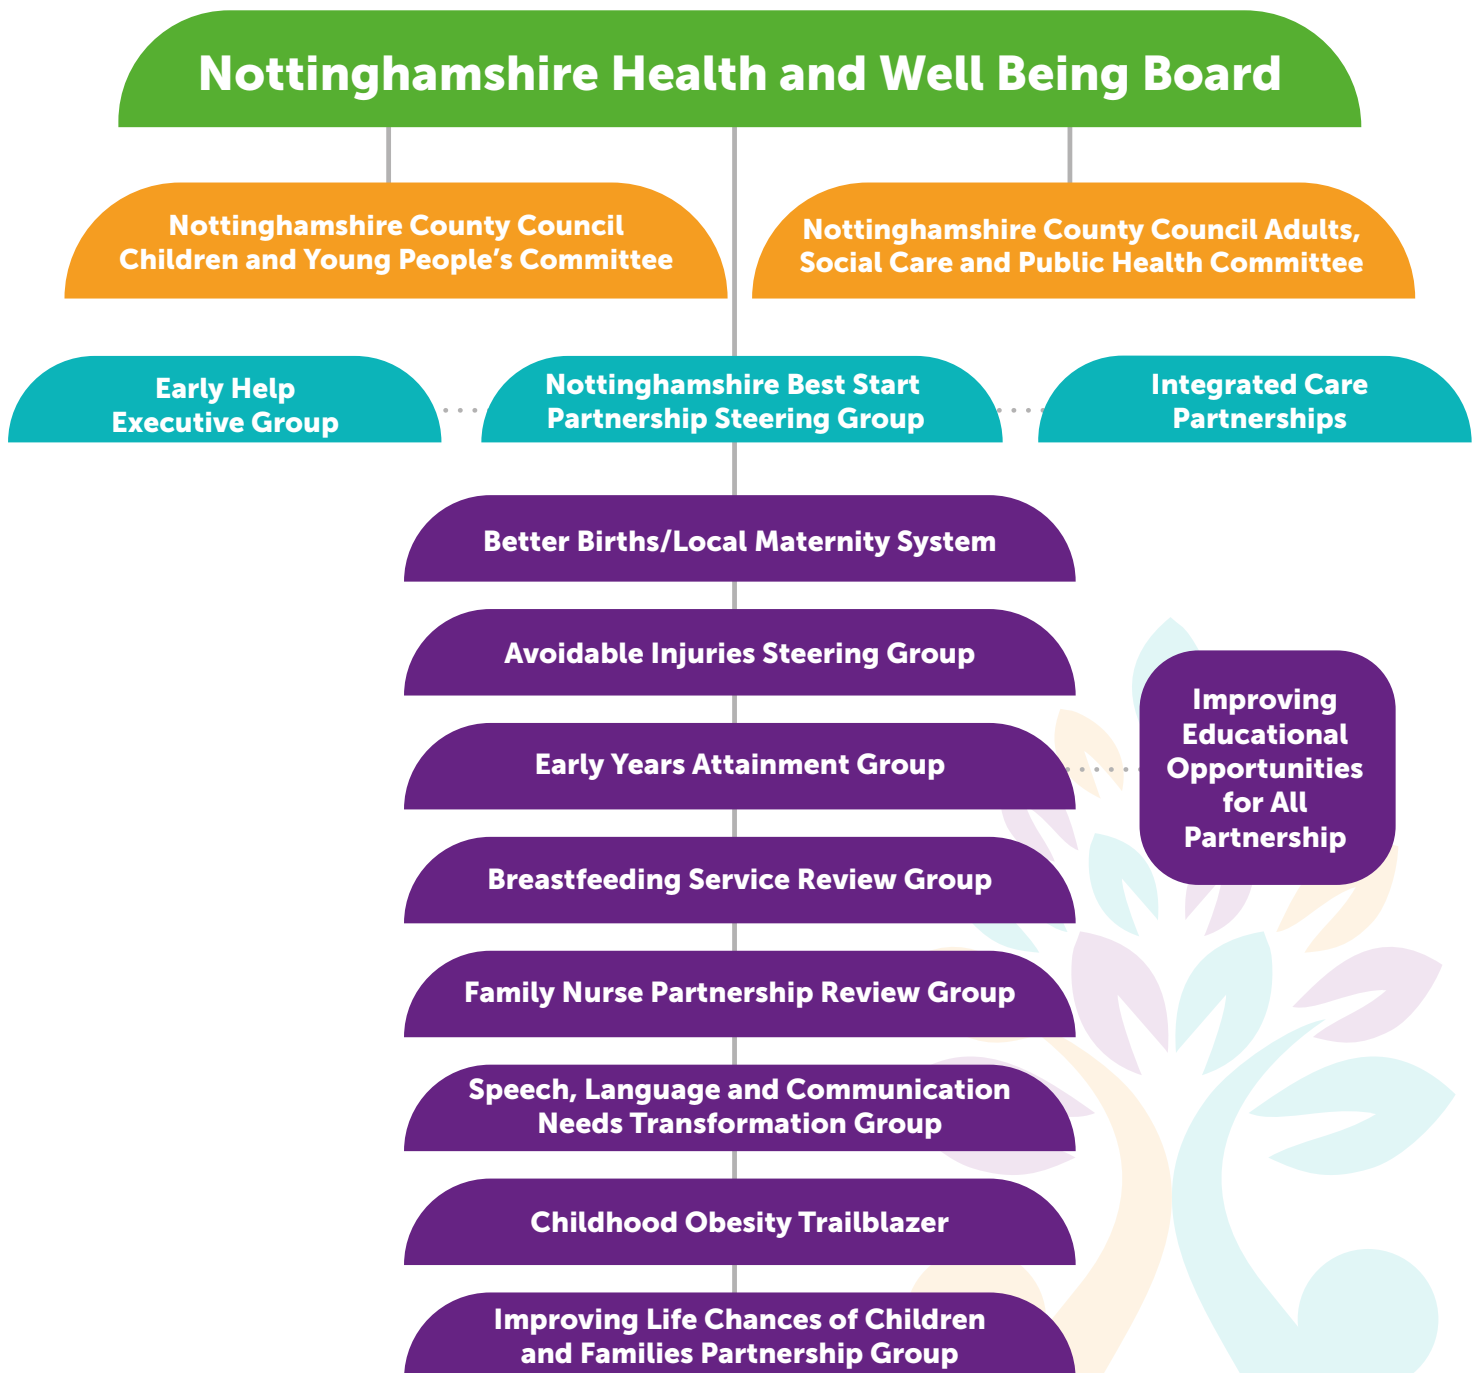 Nottinghamshire Health and Well Being Board
Nottinghamshire County Council
Children and Young People’s Committee
Nottinghamshire County Council Adults,
Social Care and Public Health Committee
Early Help
Executive Group
Nottinghamshire Best Start
Partnership Steering Group
Integrated Care
Partnerships
Better Births/Local Maternity System
Avoidable Injuries Steering Group
Early Years Attainment Group
Improving
Educational
Opportunities
for All
Partnership
Breastfeeding Service Review Group
Family Nurse Partnership Review Group
Speech, Language and Communication
Needs Transformation Group
Childhood Obesity Trailblazer
Improving Life Chances of Children
and Families Partnership Group